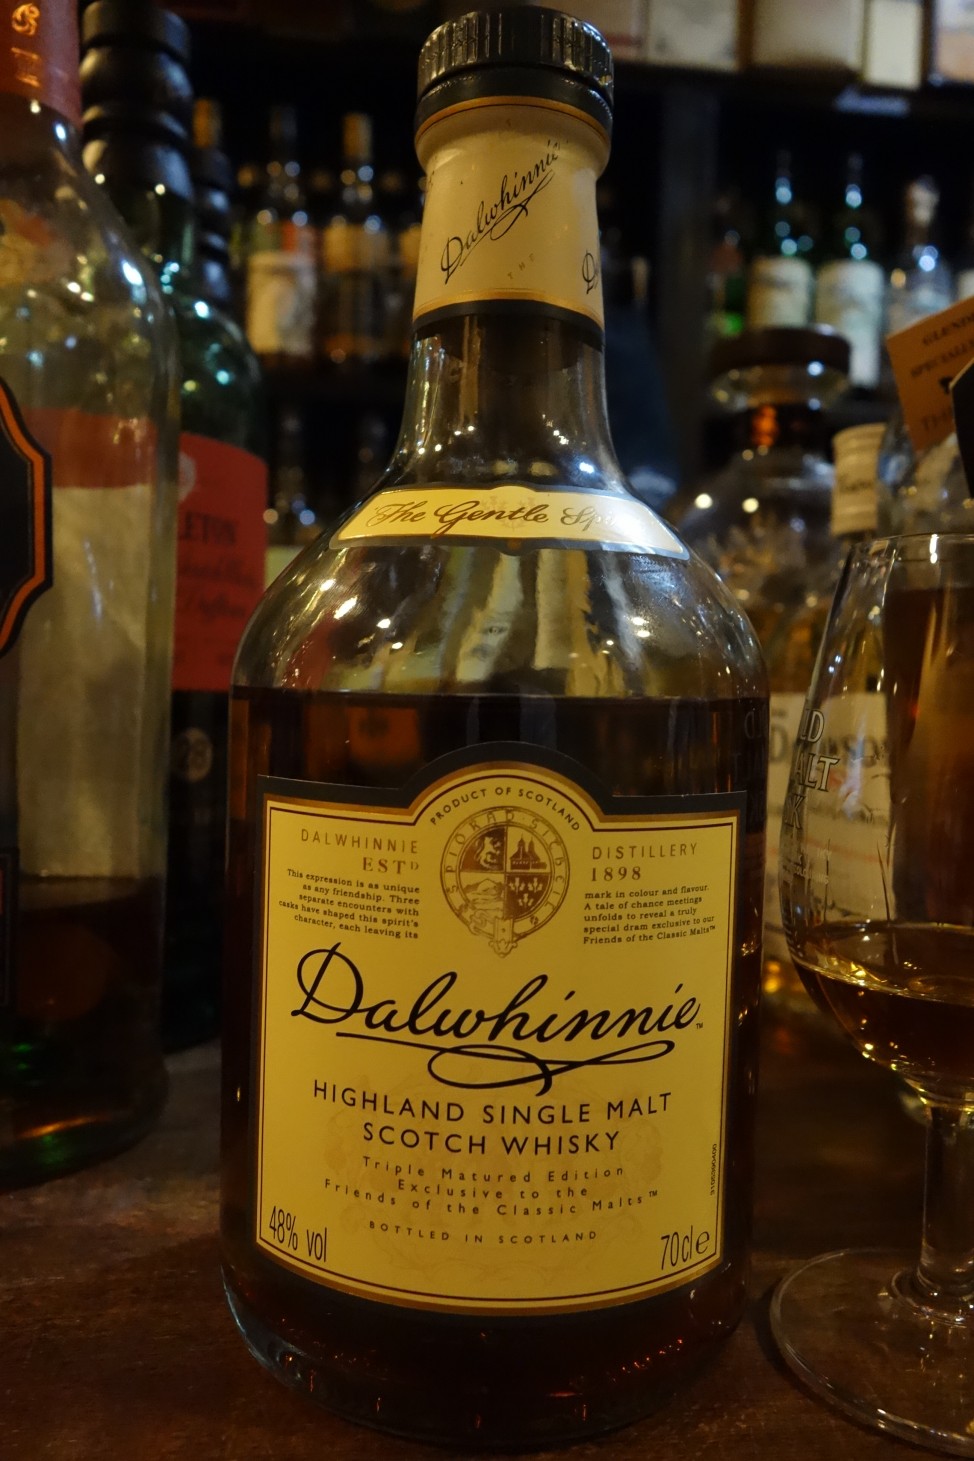 Dalwhinnie
THE
The Gentle
PRODUCT OF SCOTLAND
DALWHINNIE
ESTD
This expression is as unique
as any friendship. Three
separate encounters with
casks have shaped this spirit's
character, each leaving its
DISTILLERY
1898
mark in colour and flavour.
A tale of chance meetings
unfolds to reveal a truly
special dram exclusive to our
Friends of the Classic Malts™
Dalwhinnie™
HIGHLAND SINGLE MALT
SCOTCH WHISKY
Triple Matured Edition
Exclusive to the
Friends of the Classic Malts™
BOTTLED IN SCOTLAND
48% vol
70cl e
LETON